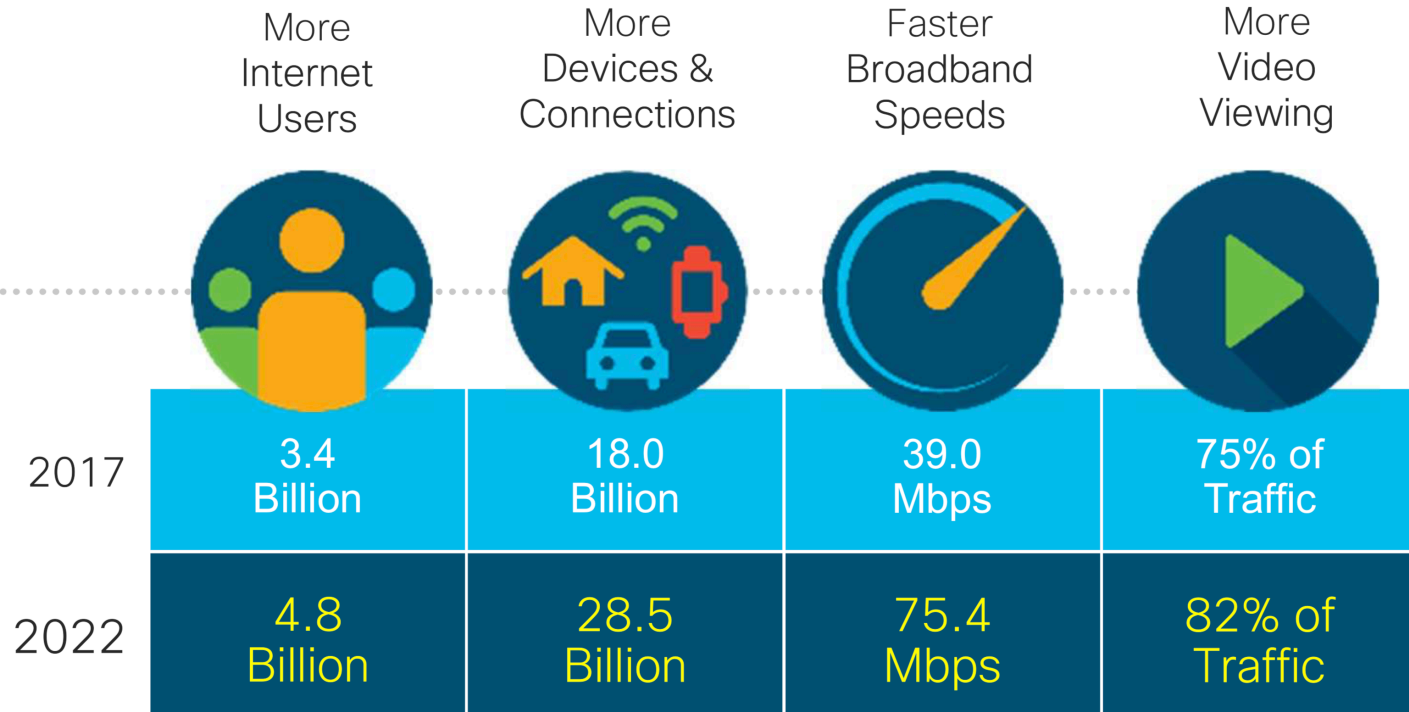 More
Internet
Users
More
Devices &
Connections
Faster
Broadband
Speeds
More
Video
Viewing
2017
3.4
Billion
18.0
Billion
39.0
Mbps
75% of
Traffic
2022
4.8
Billion
28.5
Billion
75.4
Mbps
82% of
Traffic